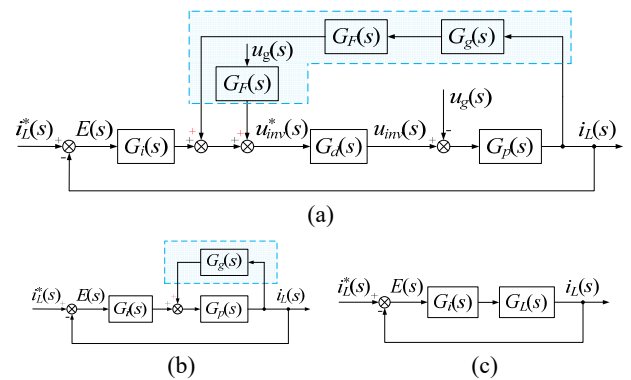 G_F(s) G_g(s)
u_g(s)
G_F(s)
u_g(s)
i_L^*(s) + - E(s) G_i(s) + + + u_inv^*(s) G_d(s) u_inv(s) + - G_p(s) i_L(s)
(a)
G_g(s)
i_L^*(s) + - E(s) G_i(s) + + G_p(s) i_L(s)
(b)
i_L^*(s) + - E(s) G_i(s) G_L(s) i_L(s)
(c)